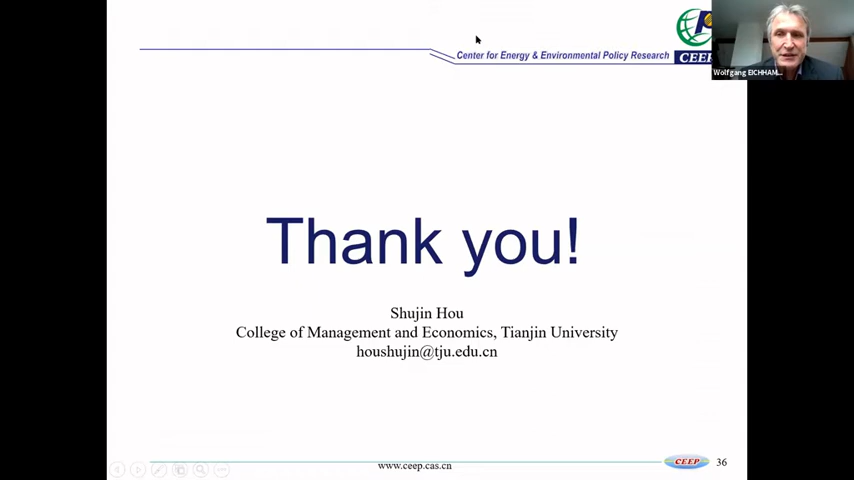 Center for Energy & Environmental Policy Research
CEEP
Wolfgang EICHHAM...
Thank you!
Shujin Hou
College of Management and Economics, Tianjin University
houshujin@tju.edu.cn
www.ceep.cas.cn
CEEP
36